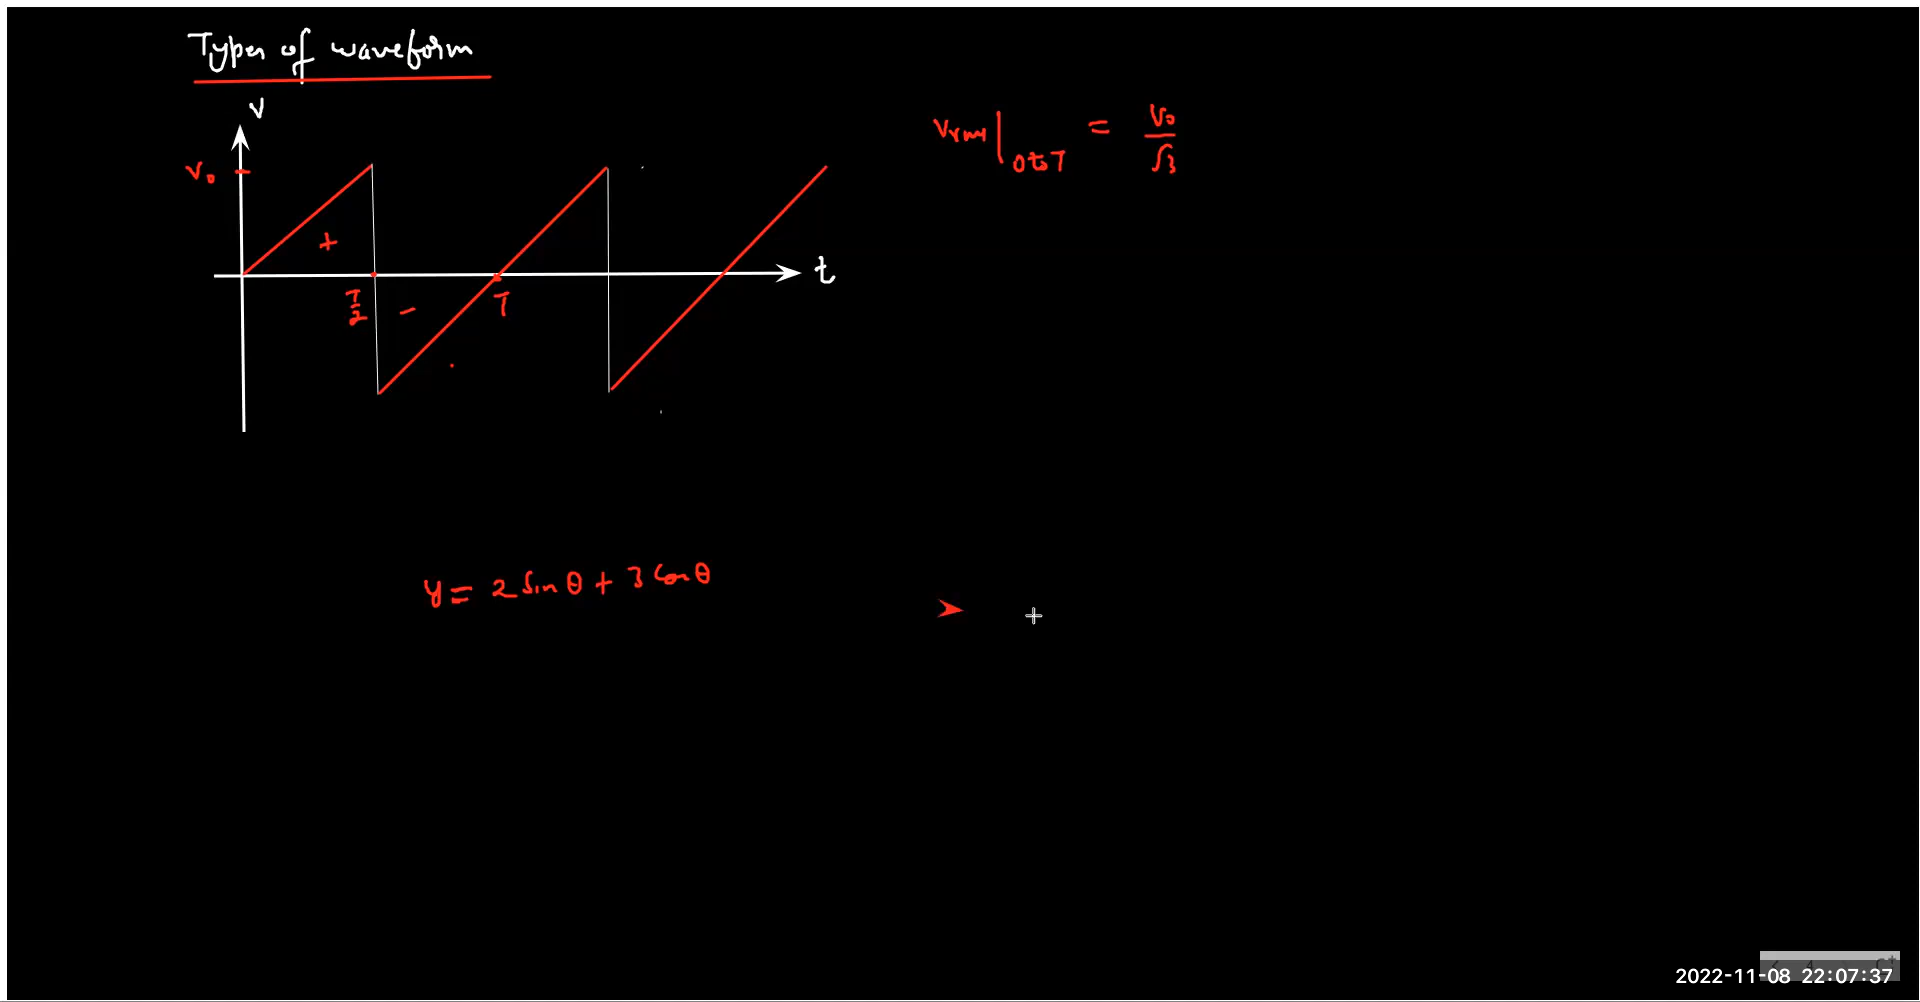 Types of waveform
V
V₀
+
T/2
-
T
t
Vrms|0 to T = V₀/√3
y = 2 sin θ + 3 cos θ
2022-11-08 22:07:37